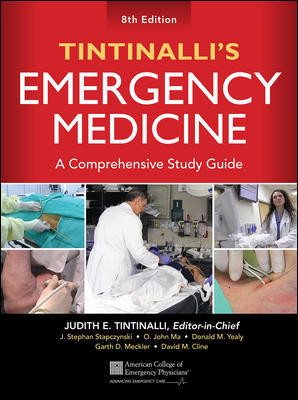 8th Edition
TINTINALLI'S
EMERGENCY
MEDICINE
A Comprehensive Study Guide
JUDITH E. TINTINALLI, Editor-in-Chief
J. Stephan Stapczynski • O. John Ma • Donald M. Yealy
Garth D. Meckler • David M. Cline
American College of
Emergency Physicians®
ADVANCING EMERGENCY CARE